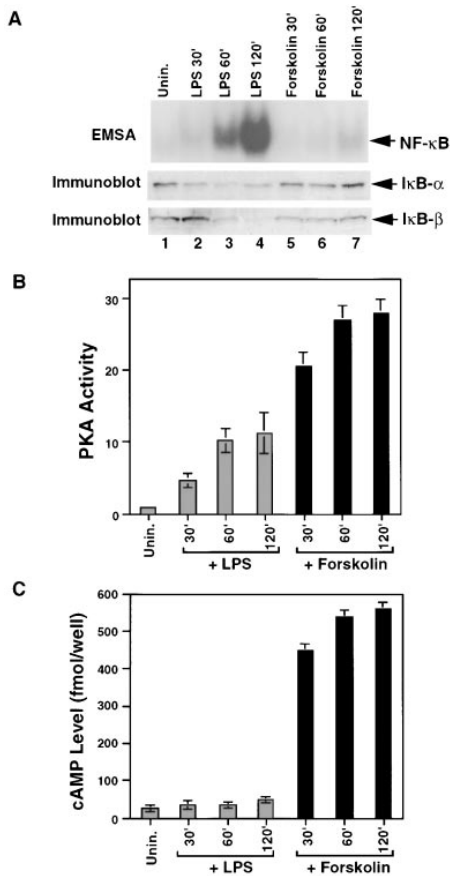 A
Unin.
LPS 30'
LPS 60'
LPS 120'
Forskolin 30'
Forskolin 60'
Forskolin 120'
EMSA
NF-κB
Immunoblot
IκB-α
Immunoblot
IκB-β
1 2 3 4 5 6 7
B
PKA Activity
30
20
10
0
Unin.
30'
60'
120'
30'
60'
120'
+ LPS
+ Forskolin
C
cAMP Level (fmol/well)
600
500
400
300
200
100
0
Unin.
30'
60'
120'
30'
60'
120'
+ LPS
+ Forskolin